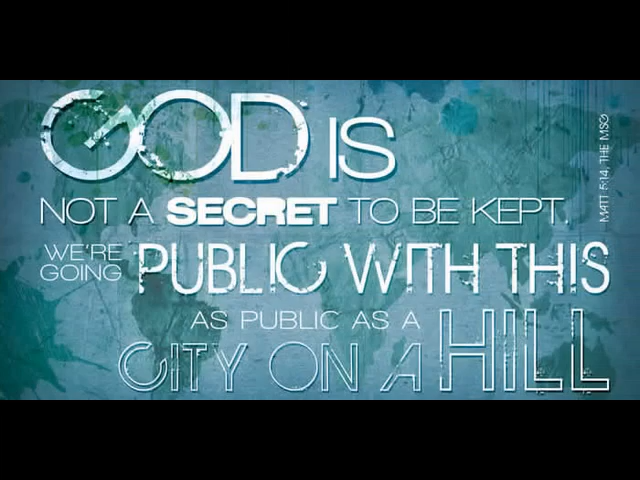 GOD IS
NOT A SECRET TO BE KEPT.
WE'RE GOING PUBLIC WITH THIS
AS PUBLIC AS A
CITY ON A HILL
MATT 5:14, THE MSG